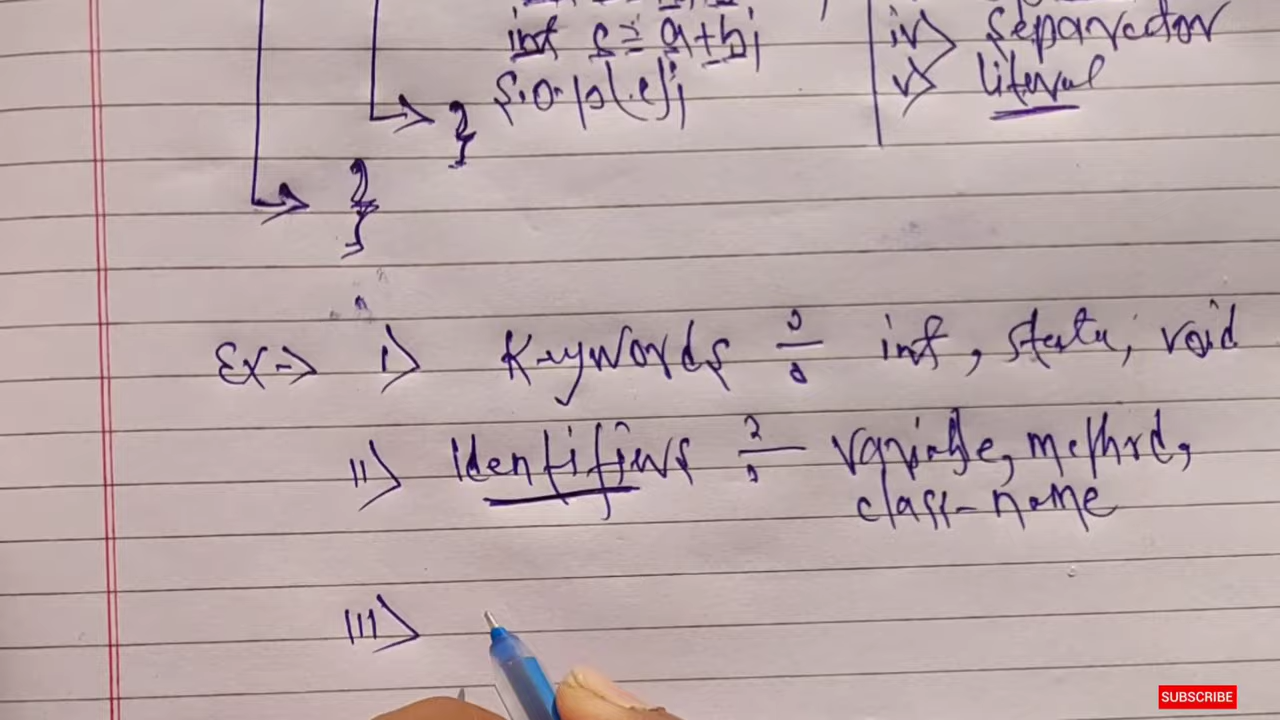 int c = a+b;
S.o.p(c);
iv> Separator
v> literal
Ex-> i> Keywords :- int, static, void
ii> Identifiers :- variable, method,
class-name
iii>
SUBSCRIBE